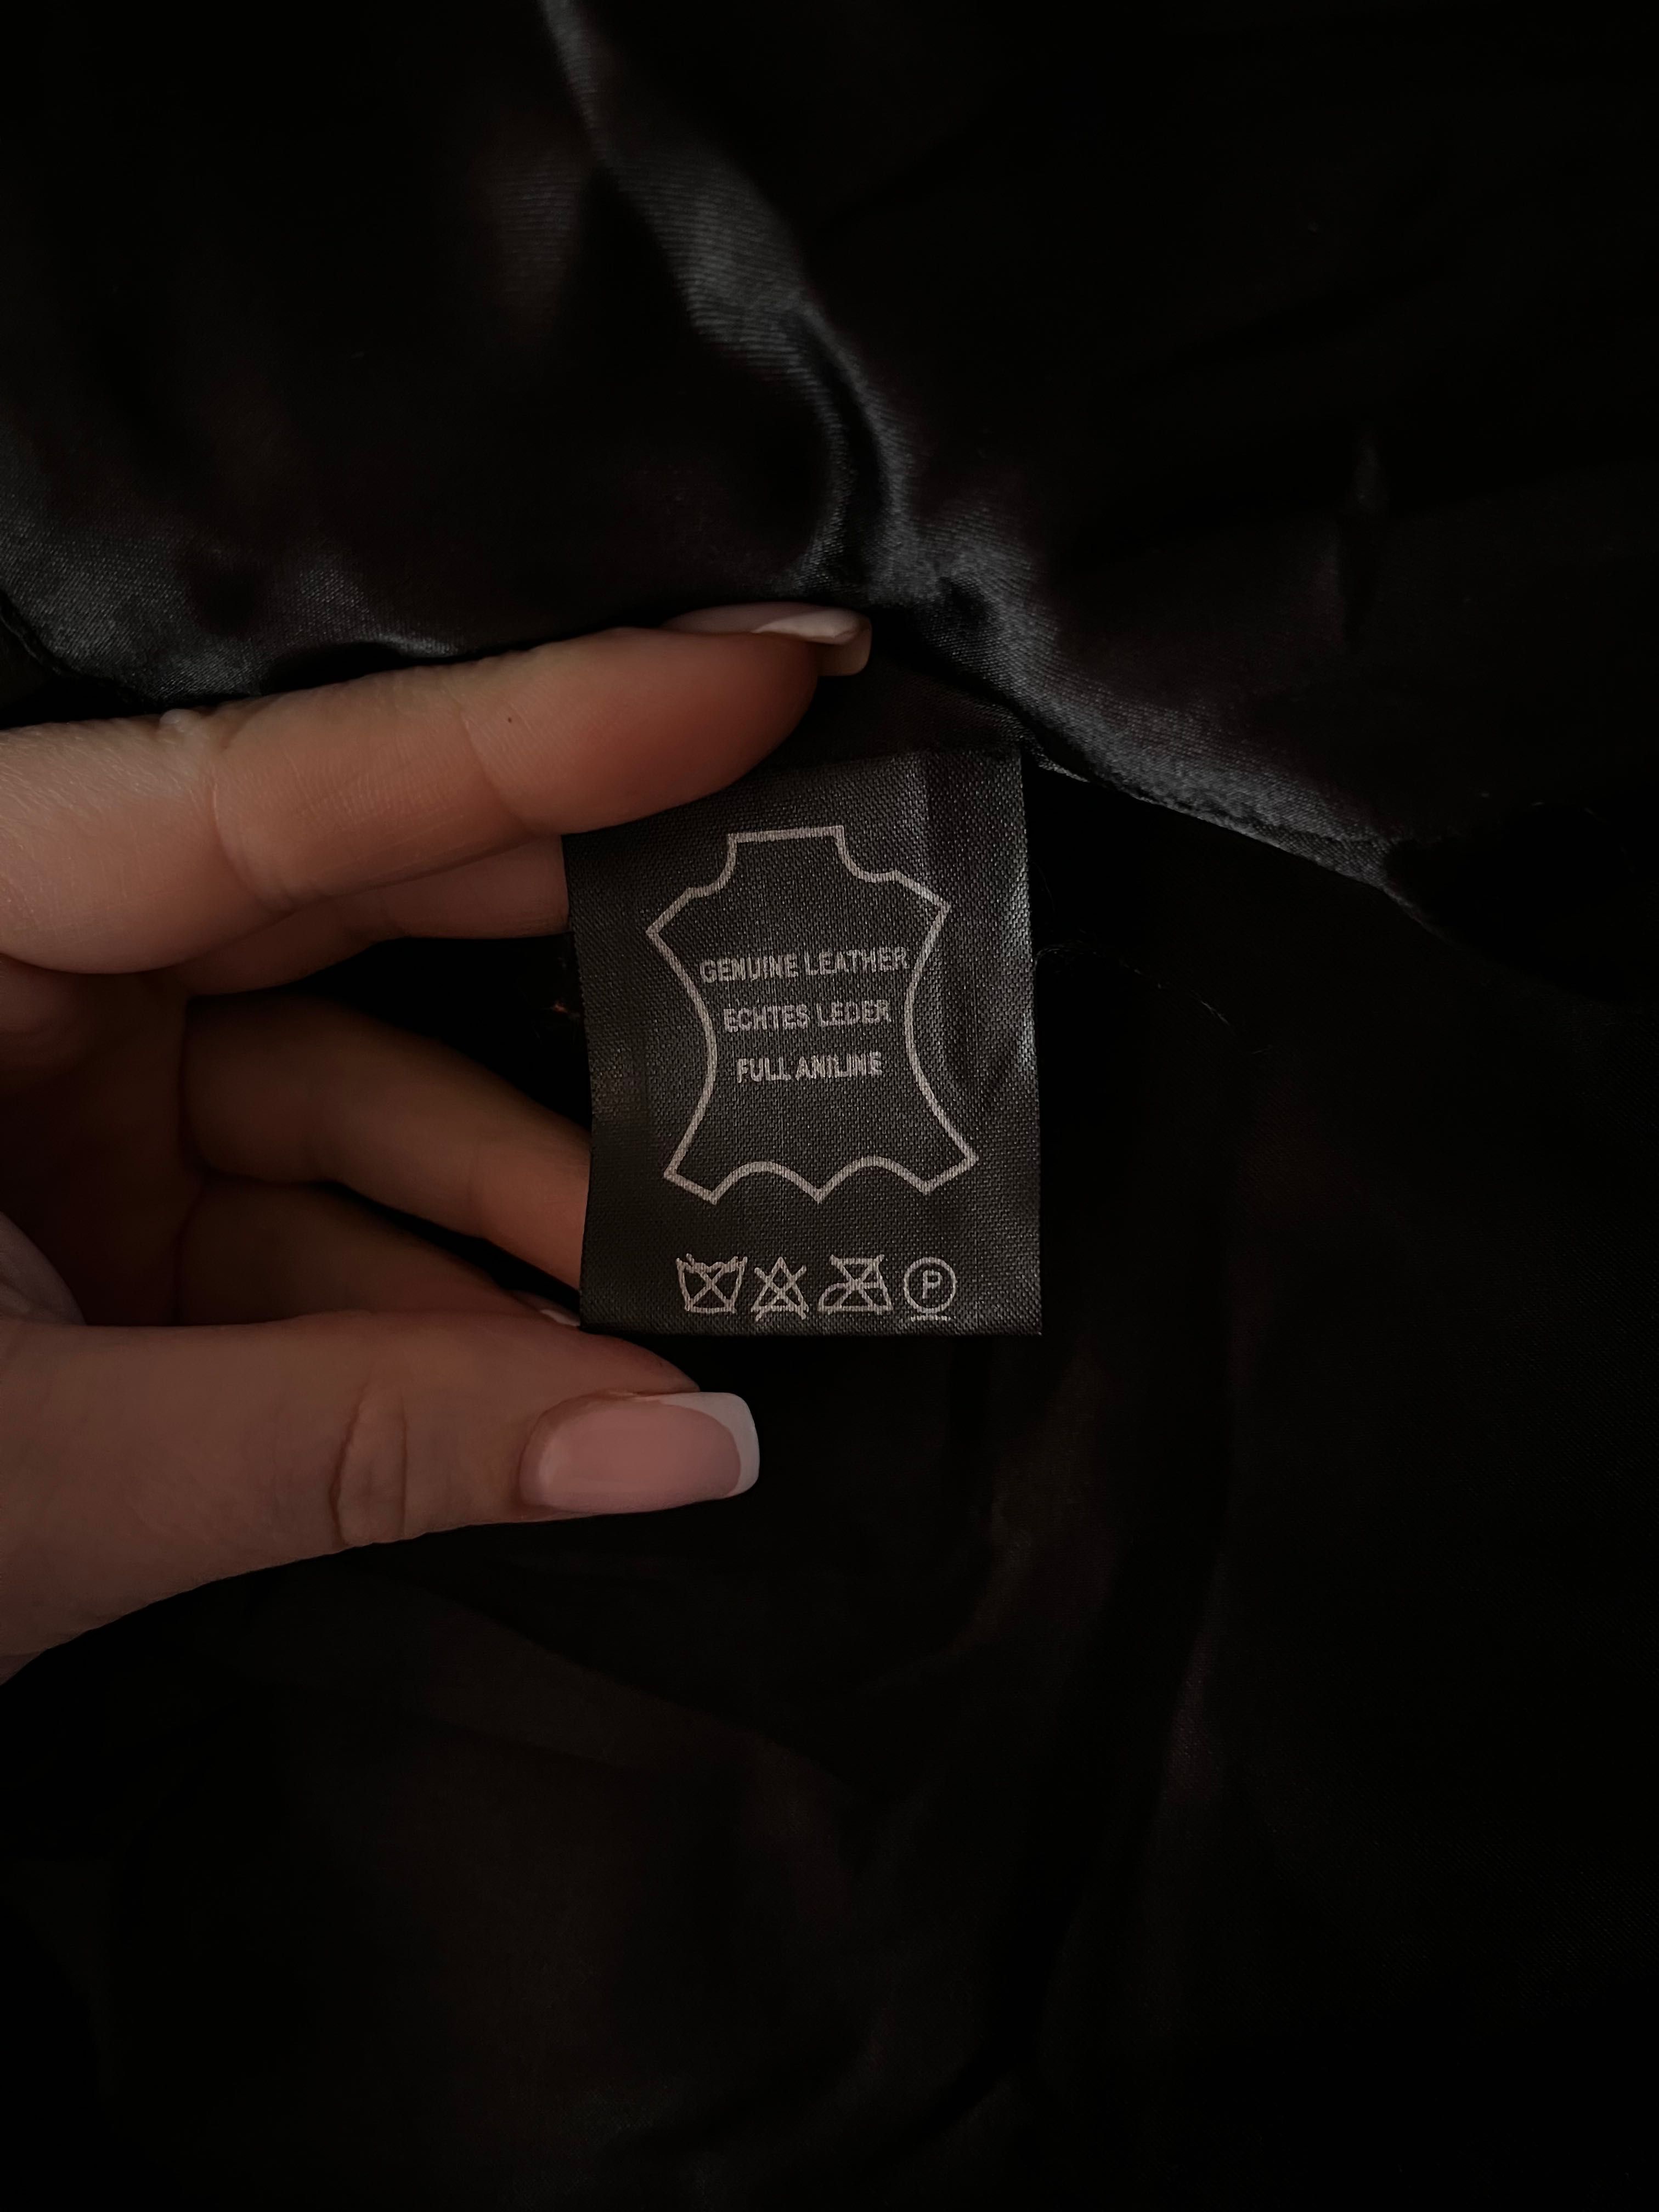 GENUINE LEATHER
ECHTES LEDER
FULL ANILINE
P